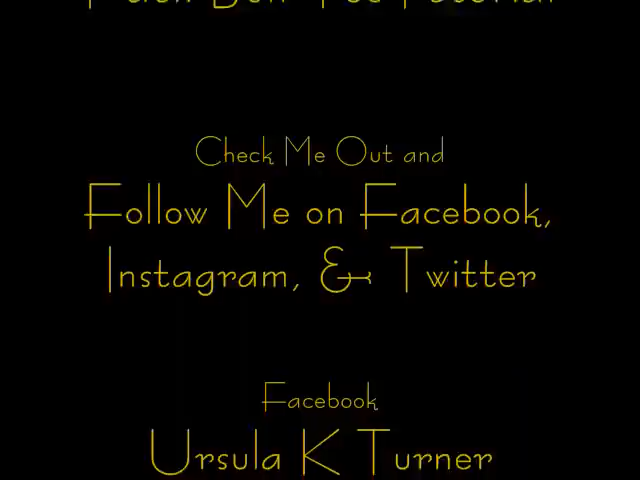 Check Me Out and
Follow Me on Facebook,
Instagram, & Twitter
Facebook
Ursula K Turner